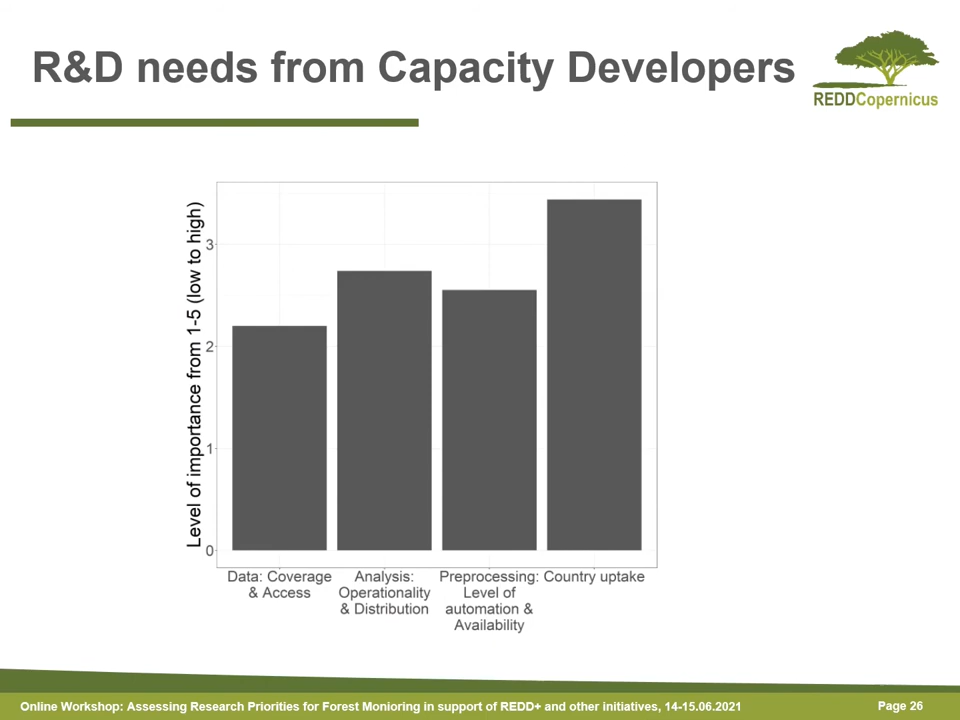 R&D needs from Capacity Developers
REDDCopernicus
Level of importance from 1-5 (low to high)
3
2
1
0
Data: Coverage
& Access
Analysis:
Operationality
& Distribution
Preprocessing:
Level of
automation &
Availability
Country uptake
Online Workshop: Assessing Research Priorities for Forest Monioring in support of REDD+ and other initiatives, 14-15.06.2021
Page 26